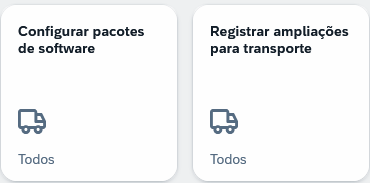 Configurar pacotes
de software
Todos
Registrar ampliações
para transporte
Todos